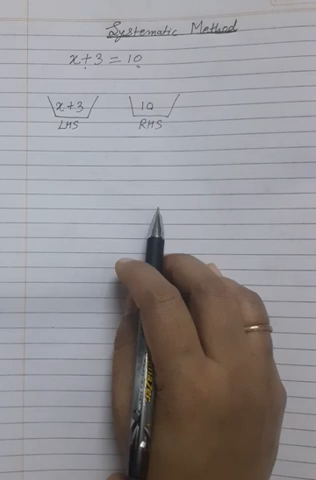 Systematic Method
x + 3 = 10
x + 3 10
LHS RHS